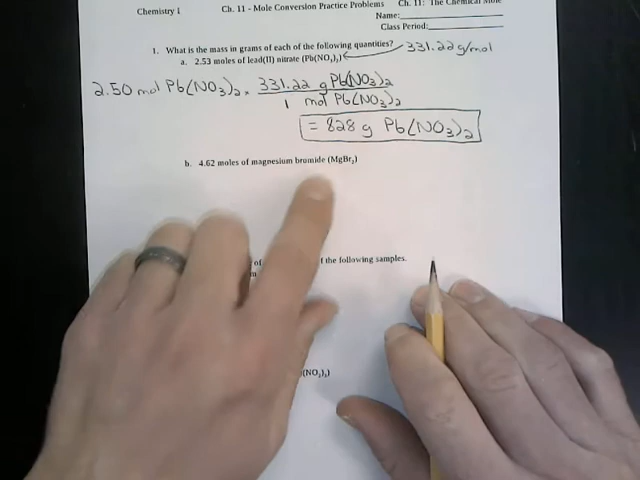 Chemistry 1 Ch. 11 - Mole Conversion Practice Problems Ch. 11: The Chemical Mole
Name:
Class Period:
1. What is the mass in grams of each of the following quantities? 331.22 g/mol
a. 2.53 moles of lead(II) nitrate (Pb(NO₃)₂)
2.50 mol Pb(NO₃)₂ × 331.22 g Pb(NO₃)₂
1 mol Pb(NO₃)₂
= 828 g Pb(NO₃)₂
b. 4.62 moles of magnesium bromide (MgBr₂)
of f the following samples.
(NO₃)₂)